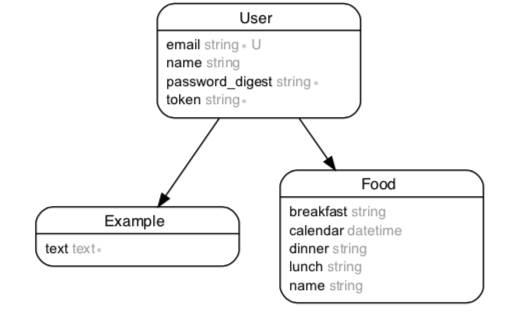 User
email string * U
name string
password_digest string *
token string *
Example
text text *
Food
breakfast string
calendar datetime
dinner string
lunch string
name string